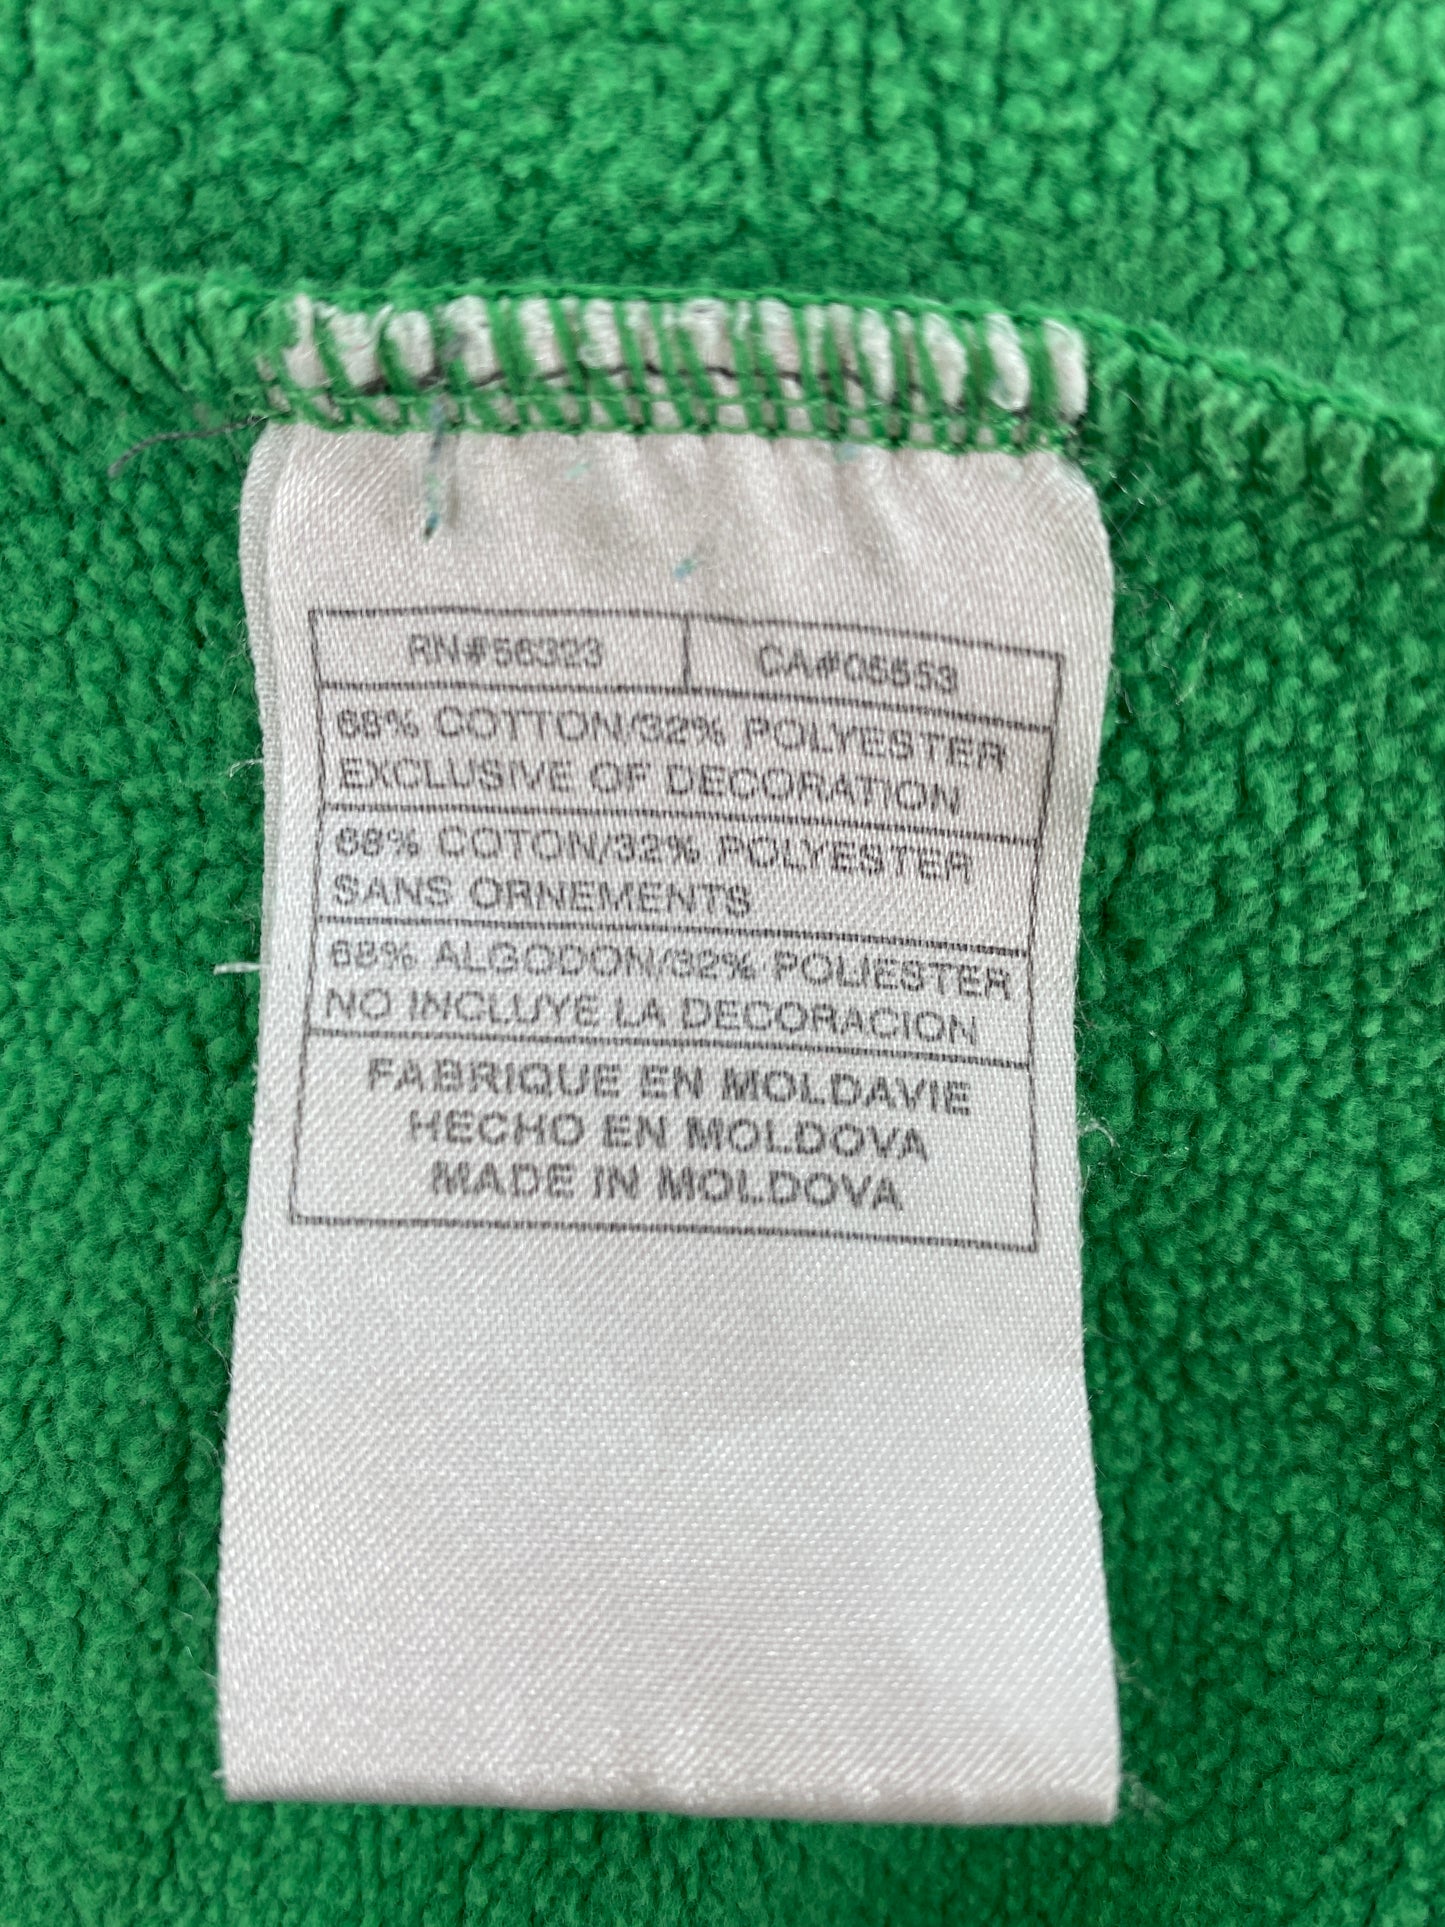 RN#56323 CA#05553
68% COTTON/32% POLYESTER
EXCLUSIVE OF DECORATION
68% COTON/32% POLYESTER
SANS ORNEMENTS
68% ALGODON/32% POLIESTER
NO INCLUYE LA DECORACION
FABRIQUE EN MOLDAVIE
HECHO EN MOLDOVA
MADE IN MOLDOVA